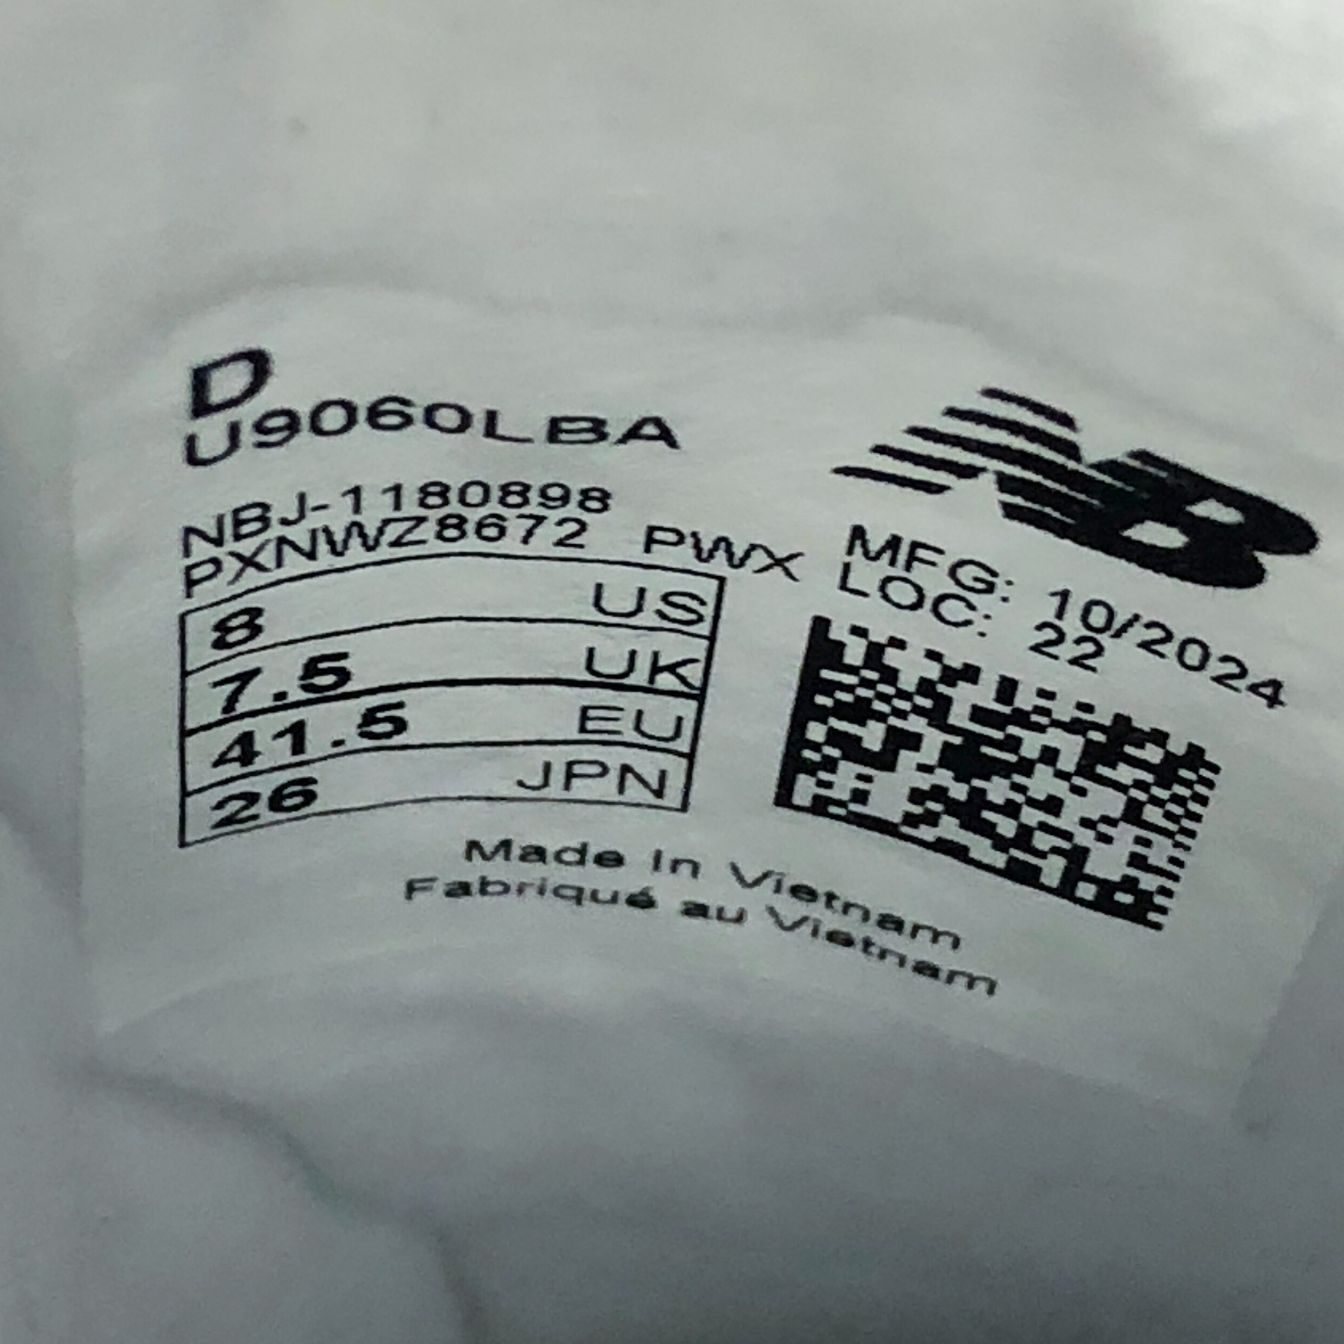 D
U9060LBA
NBJ-1180898
PXNWZ8672 PWX
8 US
7.5 UK
41.5 EU
26 JPN
NB
MFG: 10/2024
LOC: 22
Made In Vietnam
Fabriqué au Vietnam